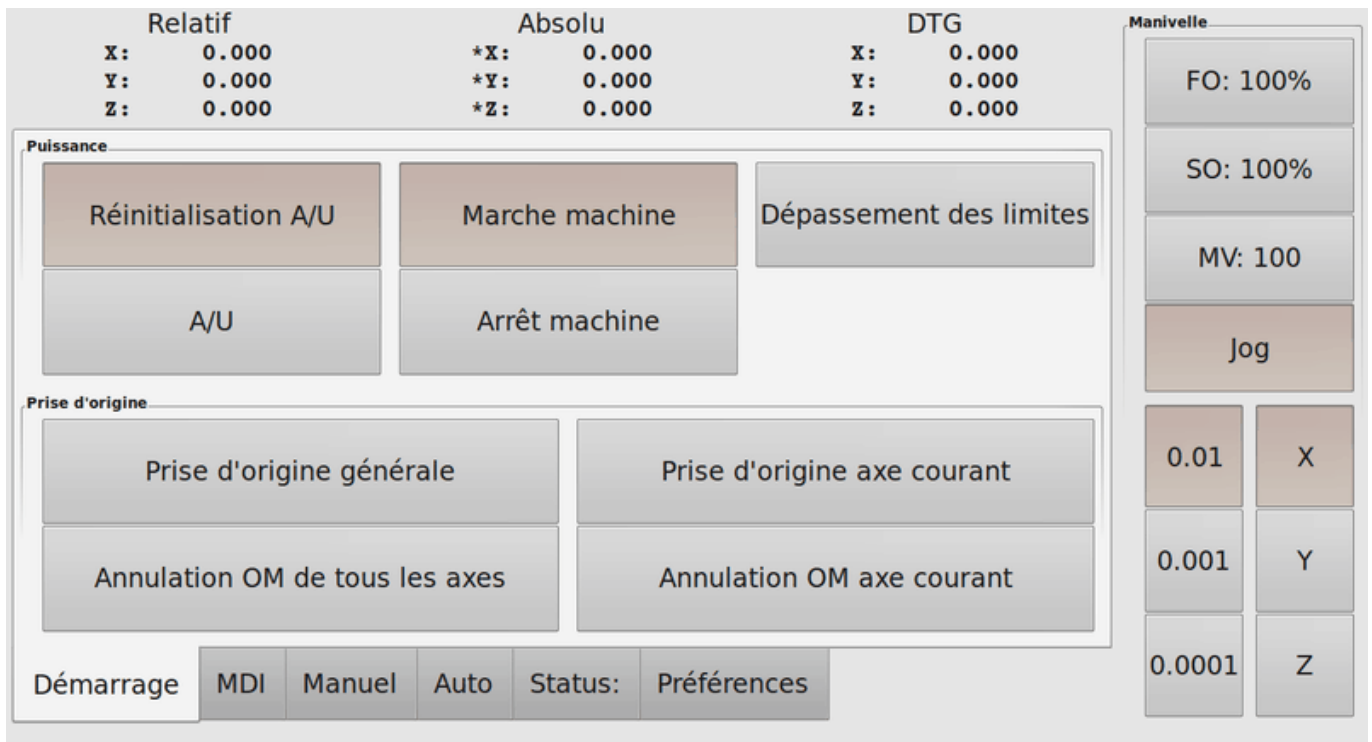 Relatif Absolu DTG Manivelle
X: 0.000 *X: 0.000 X: 0.000
Y: 0.000 *Y: 0.000 Y: 0.000
Z: 0.000 *Z: 0.000 Z: 0.000
FO: 100%
SO: 100%
MV: 100
Jog
0.01 X
0.001 Y
0.0001 Z
Puissance
Réinitialisation A/U Marche machine Dépassement des limites
A/U Arrêt machine
Prise d'origine
Prise d'origine générale Prise d'origine axe courant
Annulation OM de tous les axes Annulation OM axe courant
Démarrage MDI Manuel Auto Status: Préférences